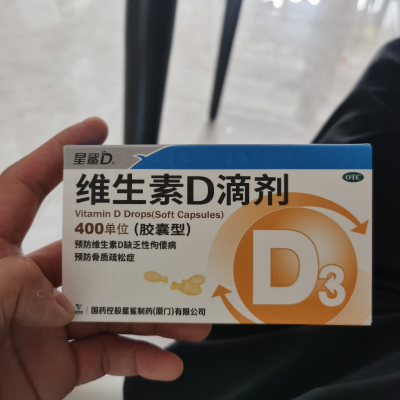 星鲨D®
OTC
维生素D滴剂
Vitamin D Drops(Soft Capsules)
400单位（胶囊型）
预防维生素D缺乏性佝偻病
预防骨质疏松症
D3
国药控股星鲨制药(厦门)有限公司